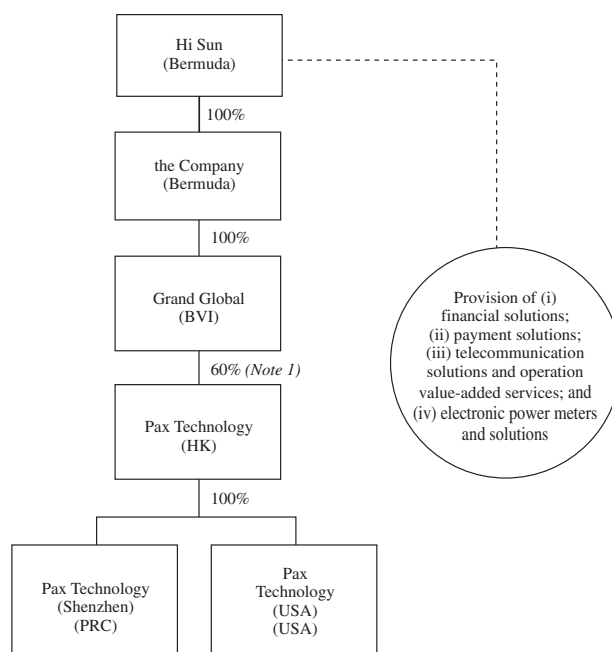 Hi Sun
(Bermuda)
100%
the Company
(Bermuda)
100%
Grand Global
(BVI)
60% (Note 1)
Pax Technology
(HK)
100%
Pax Technology
(Shenzhen)
(PRC)
Pax
Technology
(USA)
(USA)
Provision of (i)
financial solutions;
(ii) payment solutions;
(iii) telecommunication
solutions and operation
value-added services; and
(iv) electronic power meters
and solutions